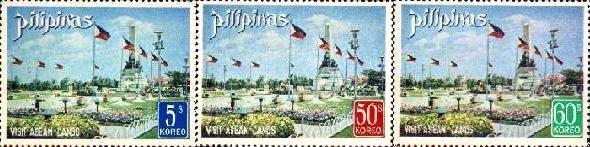 pilipinas
5s
KOREO
VISIT ASEAN LANDS
pilipinas
50s
KOREO
VISIT ASEAN LANDS
pilipinas
60s
KOREO
VISIT ASEAN LANDS